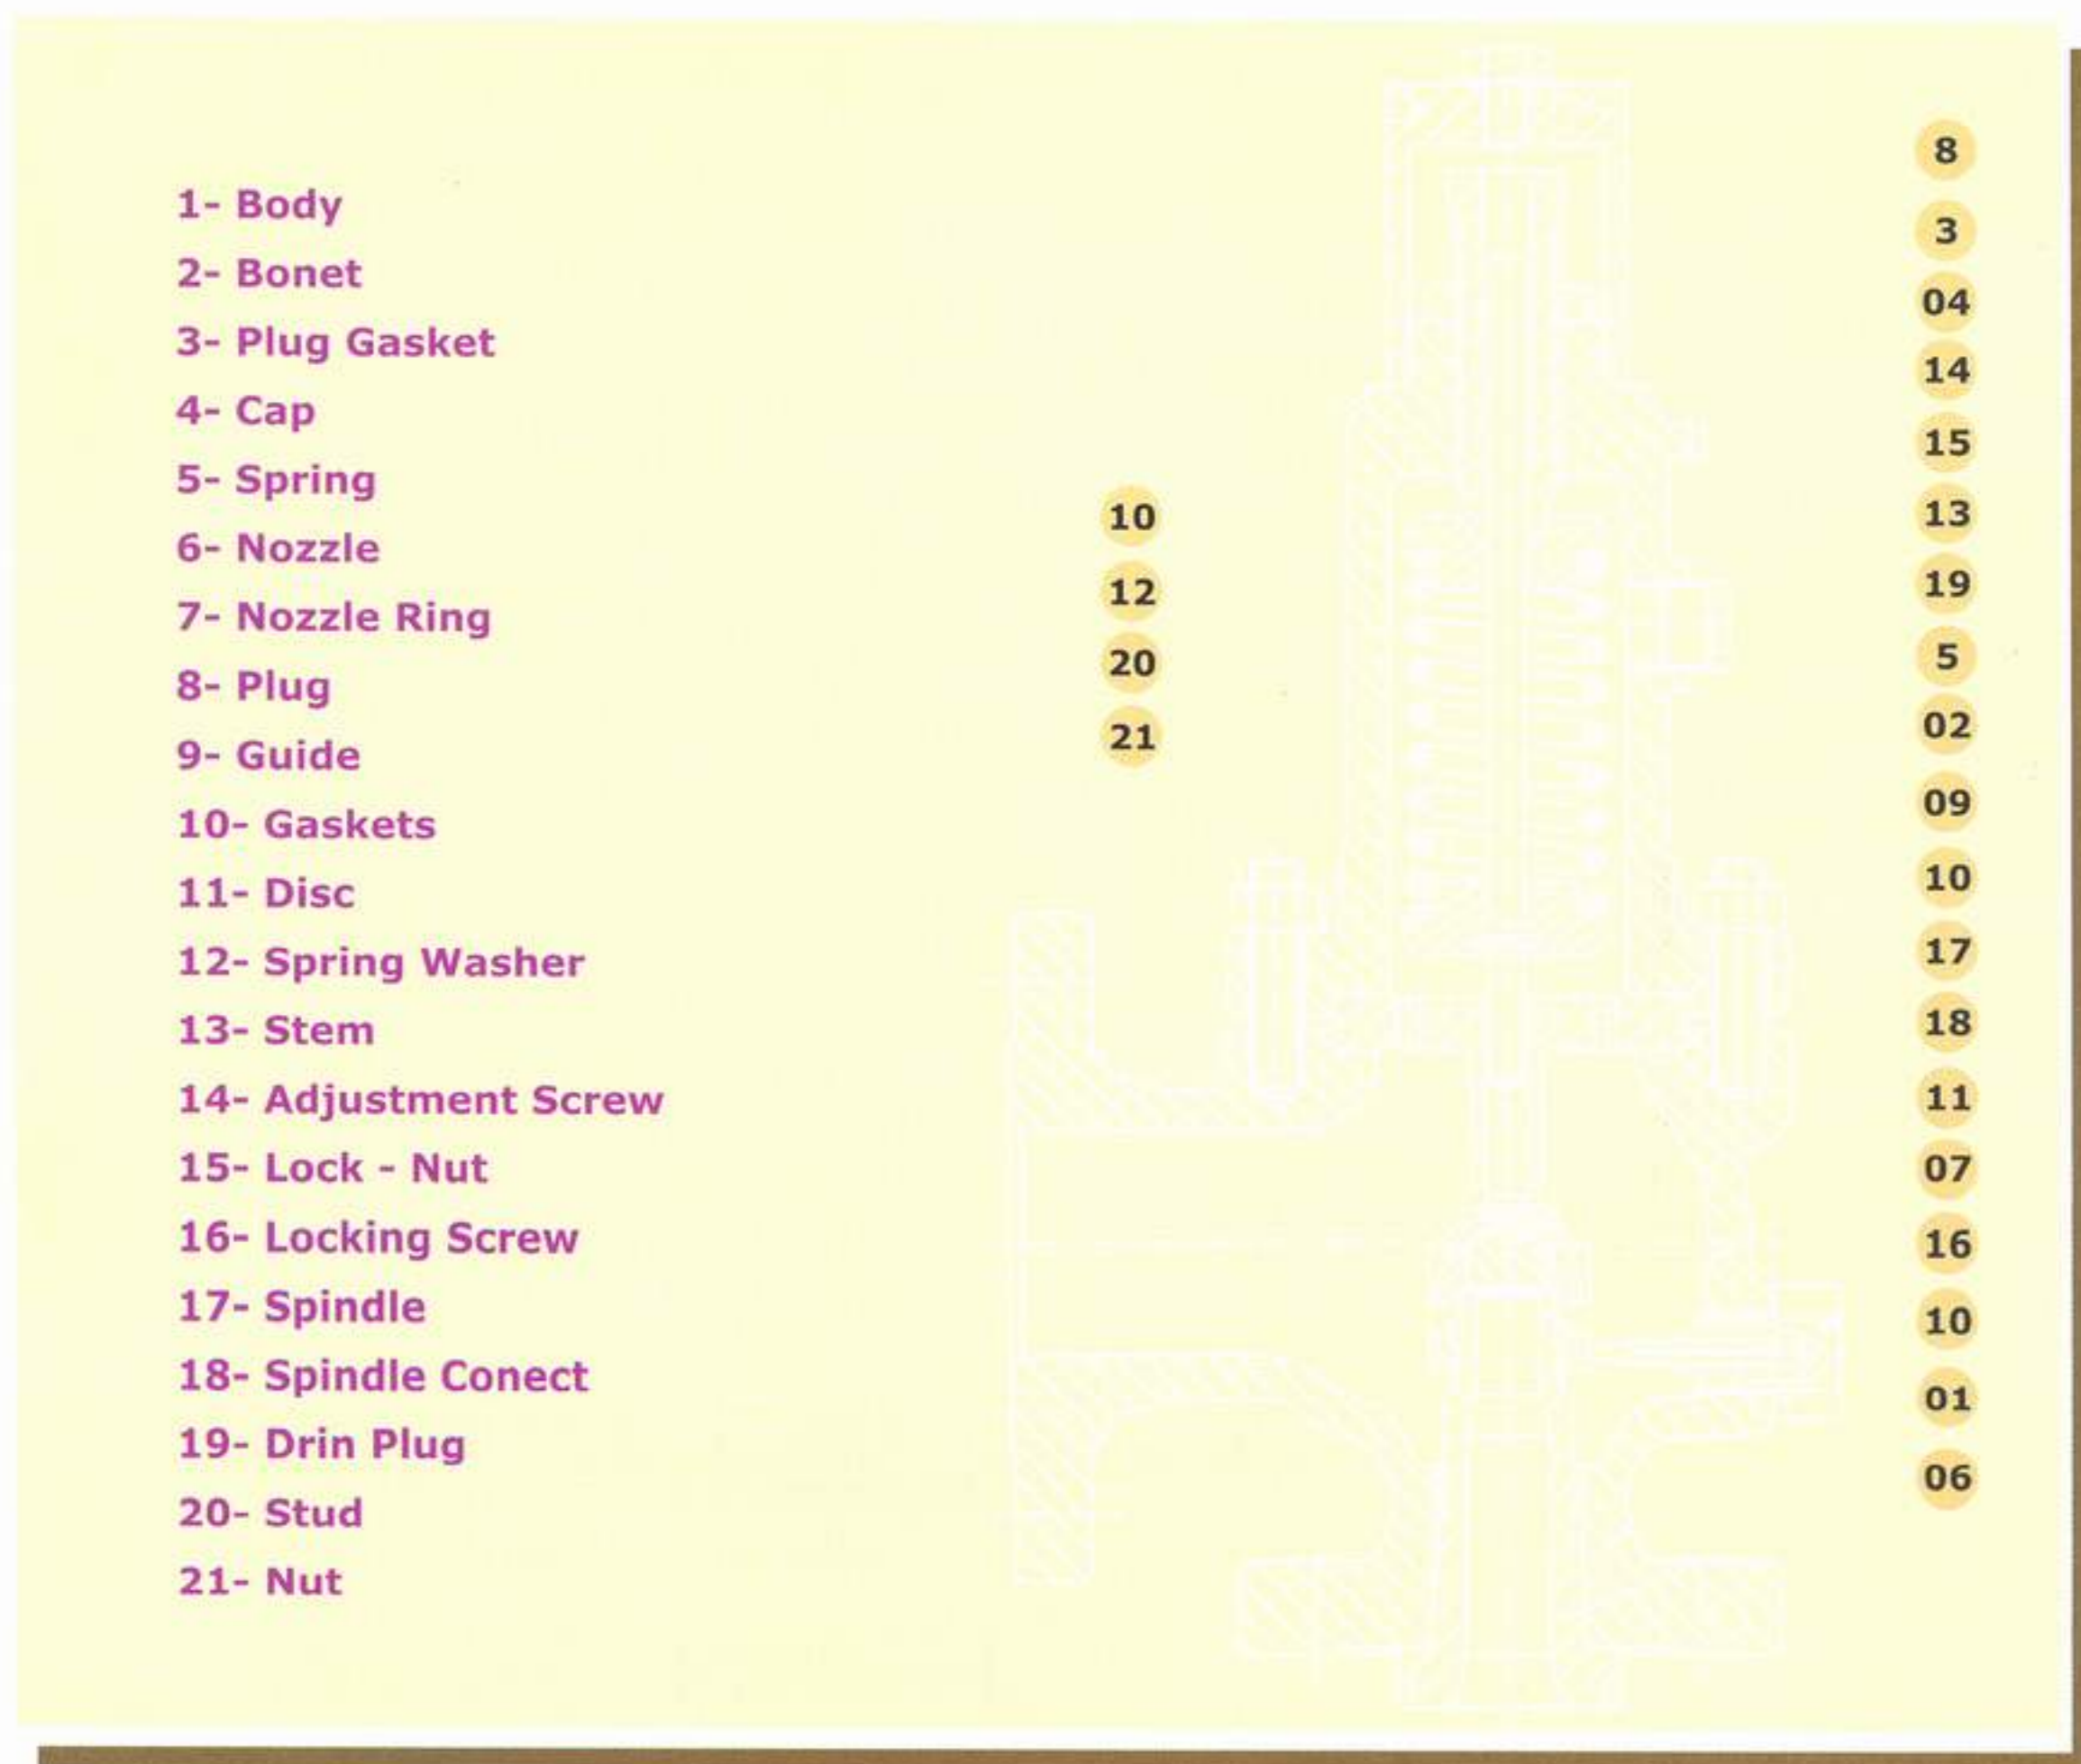 1- Body
2- Bonet
3- Plug Gasket
4- Cap
5- Spring
6- Nozzle
7- Nozzle Ring
8- Plug
9- Guide
10- Gaskets
11- Disc
12- Spring Washer
13- Stem
14- Adjustment Screw
15- Lock - Nut
16- Locking Screw
17- Spindle
18- Spindle Conect
19- Drin Plug
20- Stud
21- Nut
10
12
20
21
8
3
04
14
15
13
19
5
02
09
10
17
18
11
07
16
10
01
06